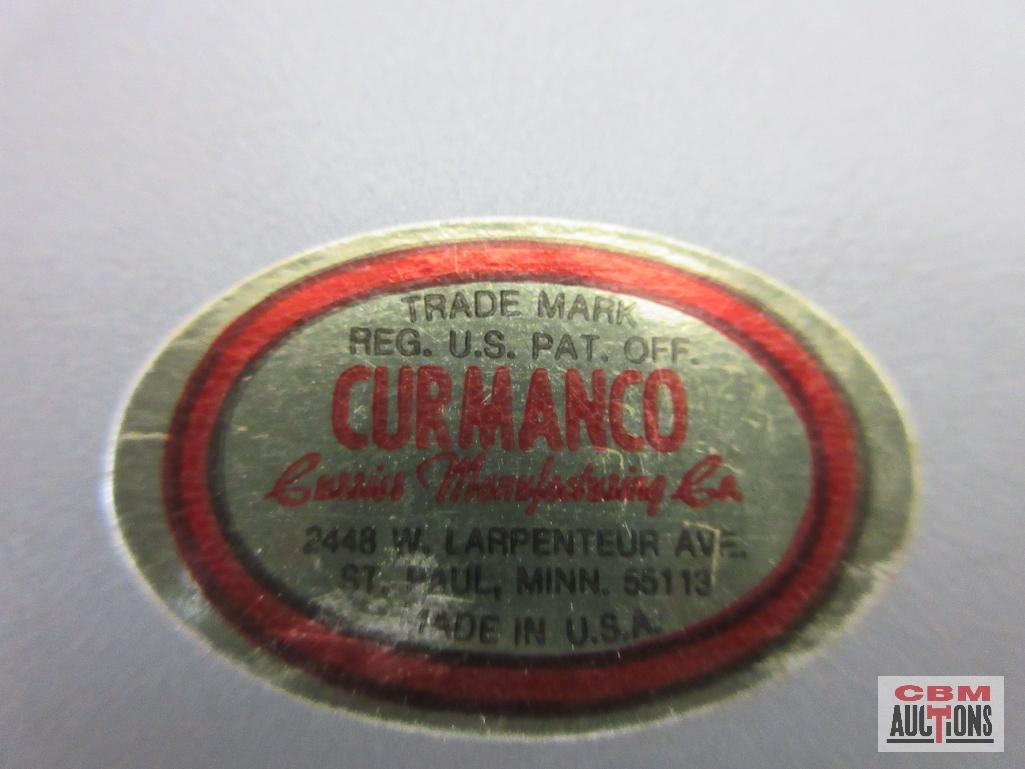 TRADE MARK
REG. U.S. PAT. OFF.
CURMANCO
Currier Manufacturing Co.
2448 W. LARPENTEUR AVE.
ST. PAUL, MINN. 55113
MADE IN U.S.A.
CBM
AUCTIONS